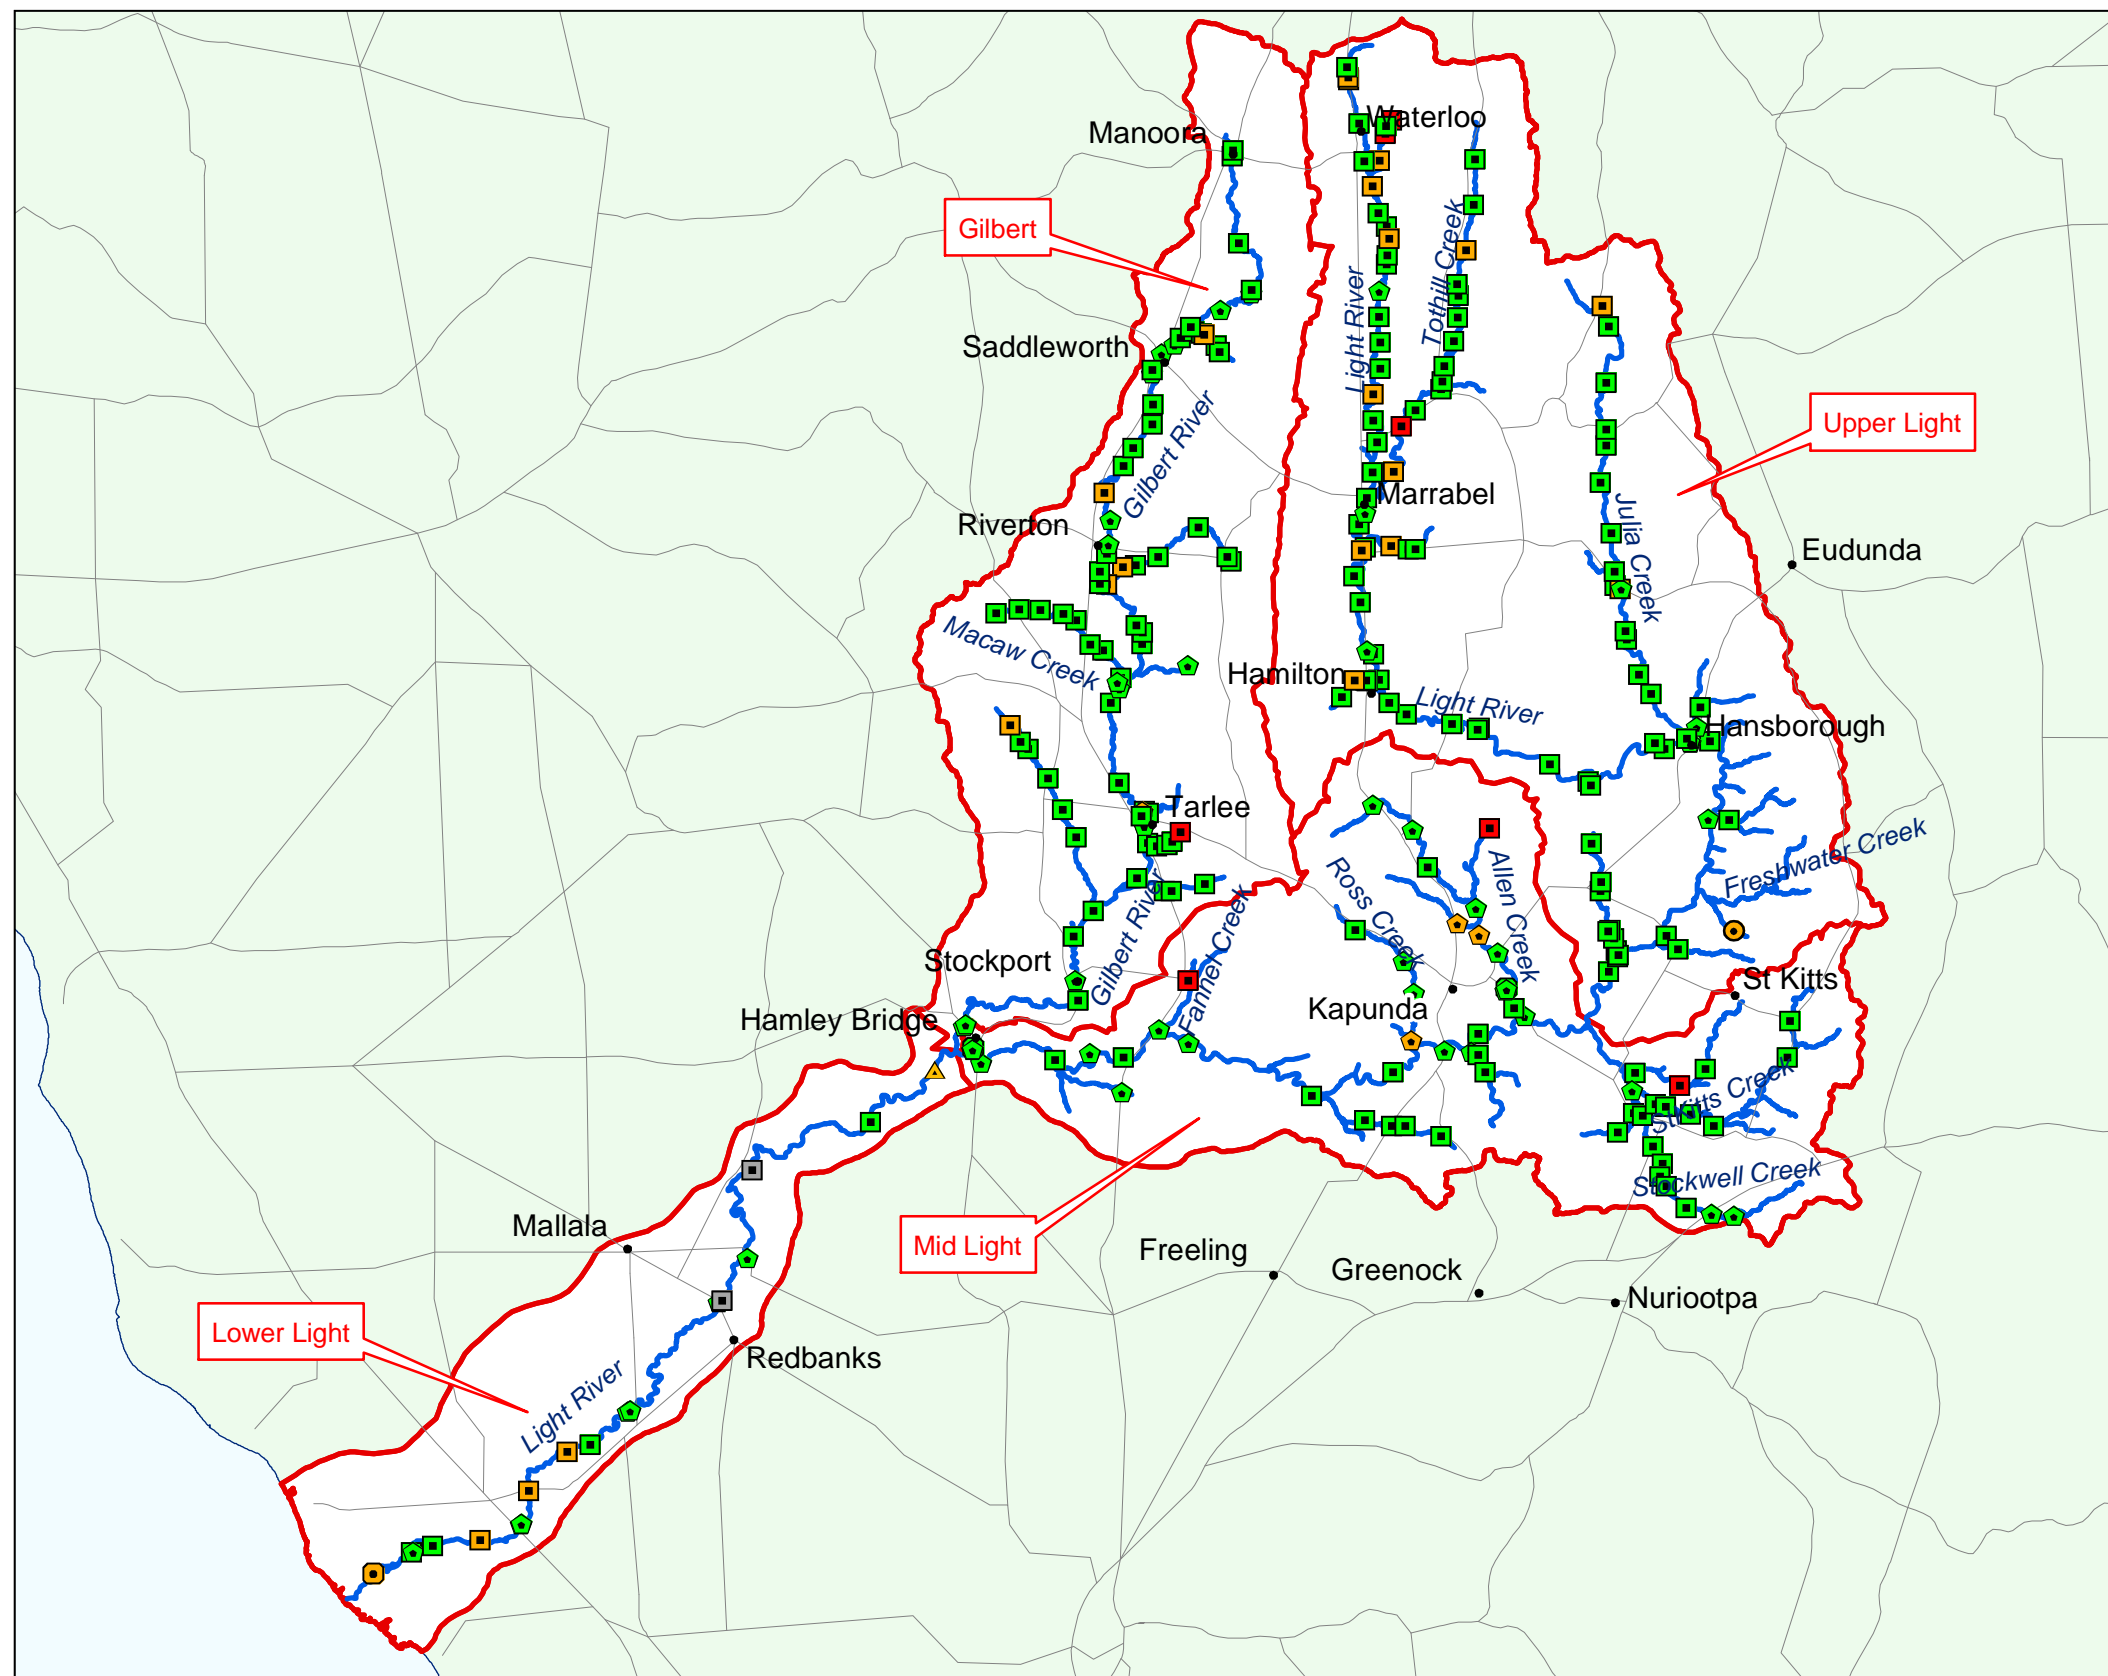 Waterloo
Manoora
Gilbert
Tothill Creek
Light River
Saddleworth
Gilbert River
Upper Light
Marrabel
Riverton
Julia Creek
Eudunda
Macaw Creek
Hamilton
Light River
Hansborough
Tarlee
Allen Creek
Ross Creek
Freshwater Creek
Gilbert River
Fannel Creek
Stockport
St Kitts
Kapunda
Hamley Bridge
St Kitts Creek
Stockwell Creek
Mallala
Mid Light
Freeling
Greenock
Nuriootpa
Lower Light
Redbanks
Light River